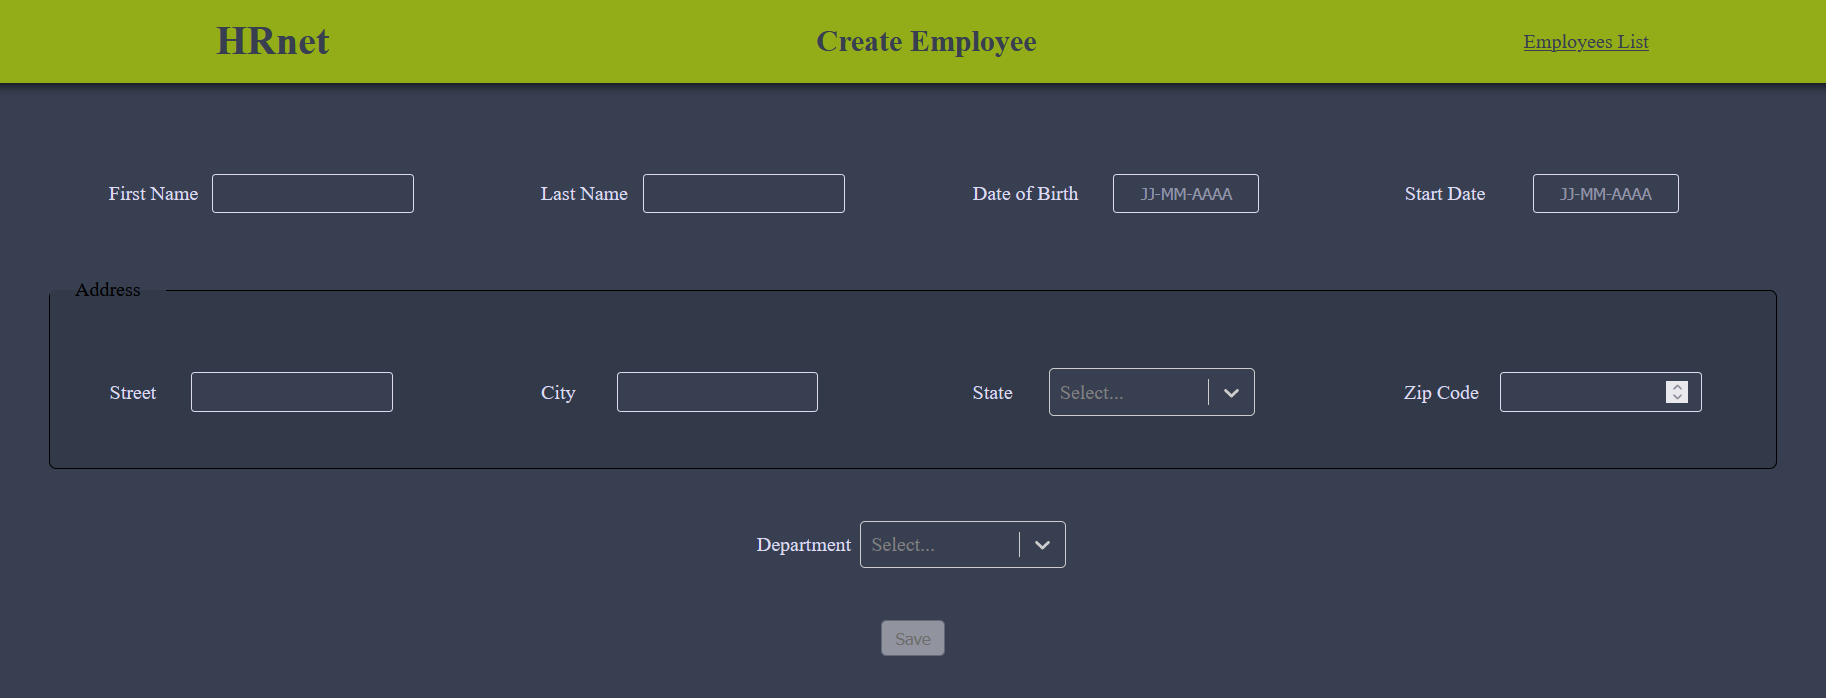 HRnet
Create Employee
Employees List
First Name
Last Name
Date of Birth JJ-MM-AAAA
Start Date JJ-MM-AAAA
Address
Street
City
State Select...
Zip Code
Department Select...
Save